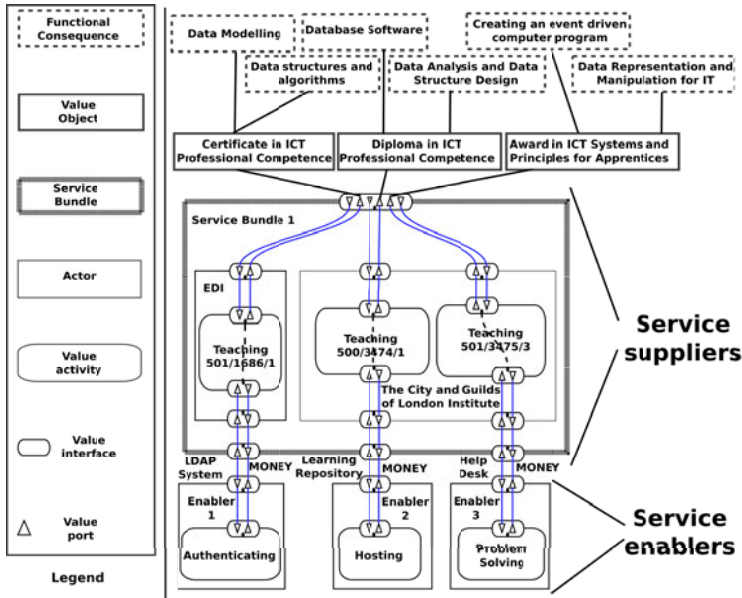 Functional
Consequence
Value
Object
Service
Bundle
Actor
Value
activity
Value
interface
Value
port
Legend
Data Modelling
Database Software
Creating an event driven
computer program
Data structures and
algorithms
Data Analysis and Data
Structure Design
Data Representation and
Manipulation for IT
Certificate in ICT
Professional Competence
Diploma in ICT
Professional Competence
Award in ICT Systems and
Principles for Apprentices
Service Bundle 1
EDI
Teaching
501/1686/1
Teaching
500/3474/1
Teaching
501/3475/3
The City and Guilds
of London Institute
Service
suppliers
LDAP
System
MONEY
Learning
Repository
MONEY
Help
Desk
MONEY
Enabler
1
Enabler
2
Enabler
3
Authenticating
Hosting
Problem
Solving
Service
enablers